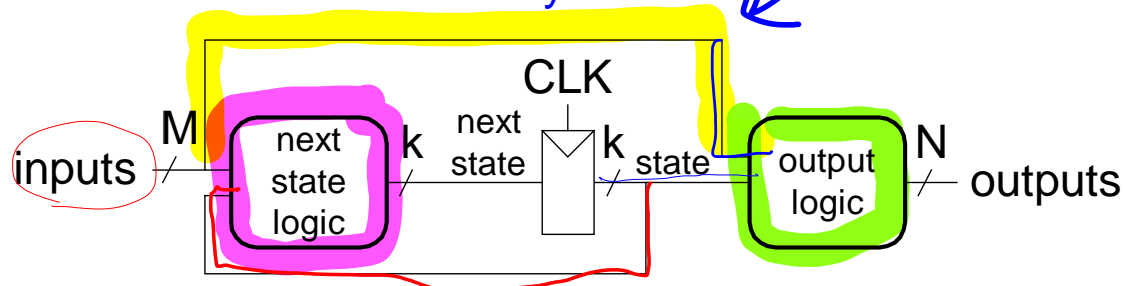 CLK
inputs
M
next
state
logic
k
next
state
k
state
output
logic
N
outputs